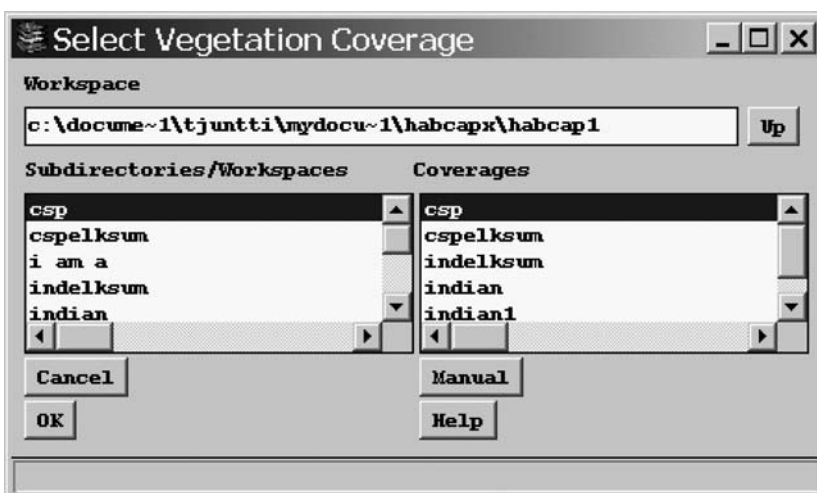 Select Vegetation Coverage
Workspace
c:\docume~1\tjuntti\mydocu~1\habcapx\habcap1
Up
Subdirectories/Workspaces
Coverages
csp
cspelksum
i am a
indelksum
indian
csp
cspelksum
indelksum
indian
indian1
Cancel
Manual
OK
Help